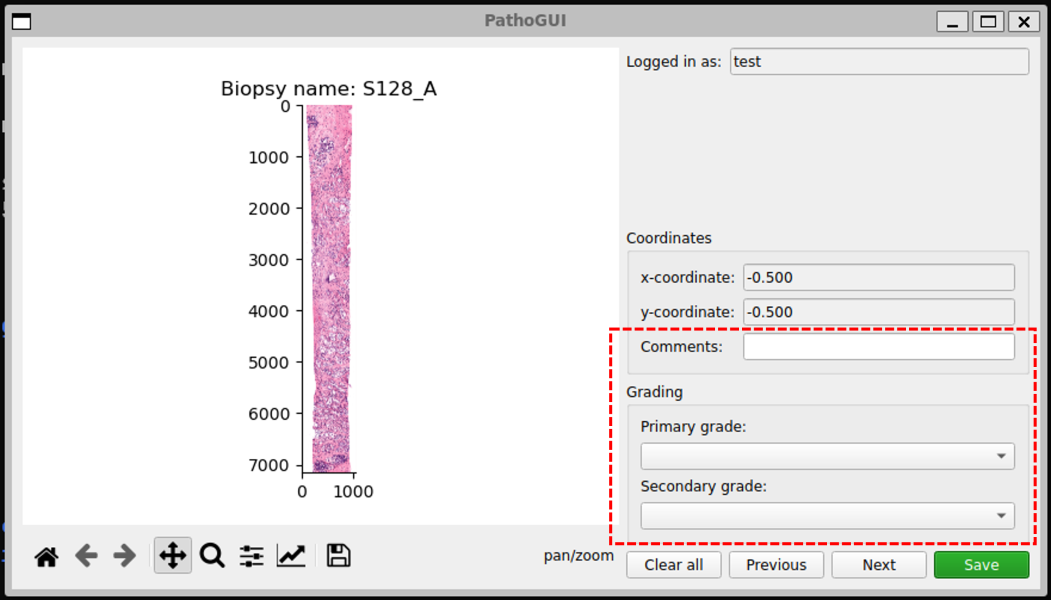 PathoGUI
Biopsy name: S128_A
0
1000
2000
3000
4000
5000
6000
7000
0 1000
Logged in as: test
Coordinates
x-coordinate: -0.500
y-coordinate: -0.500
Comments:
Grading
Primary grade:
Secondary grade:
pan/zoom
Clear all Previous Next Save